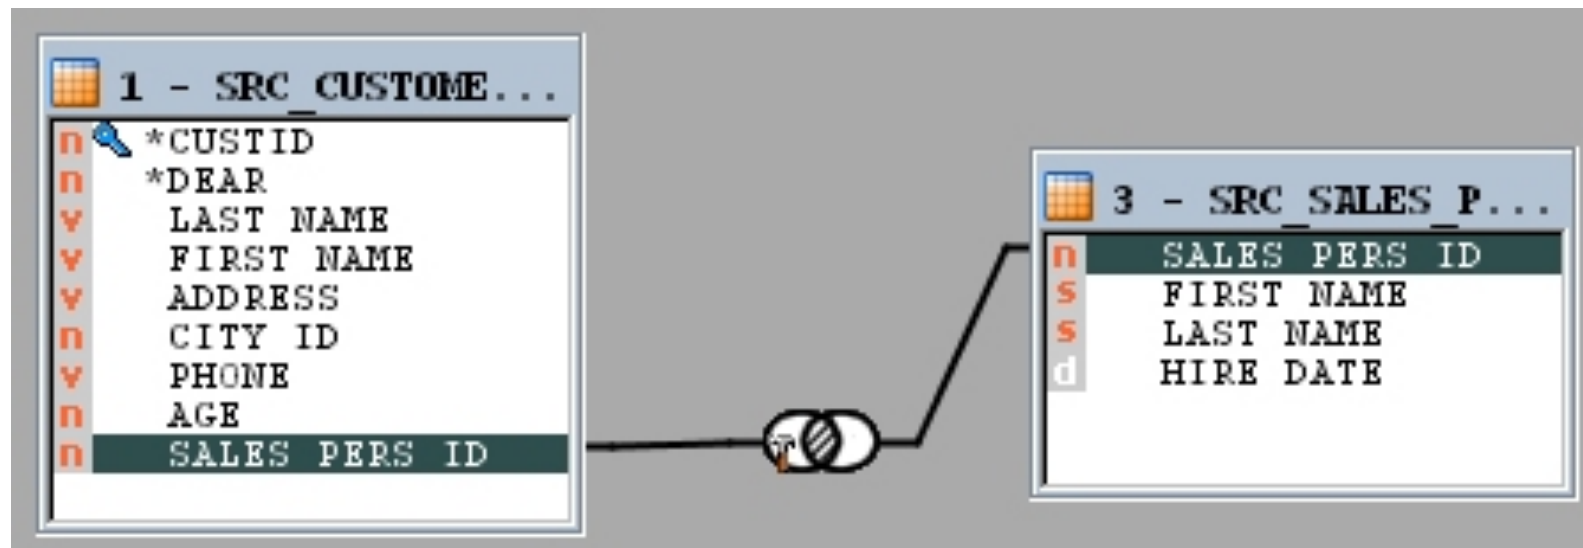 1 - SRC_CUSTOME...
n *CUSTID
n *DEAR
v LAST NAME
v FIRST NAME
v ADDRESS
n CITY ID
v PHONE
n AGE
n SALES PERS ID
3 - SRC_SALES_P...
n SALES PERS ID
s FIRST NAME
s LAST NAME
d HIRE DATE